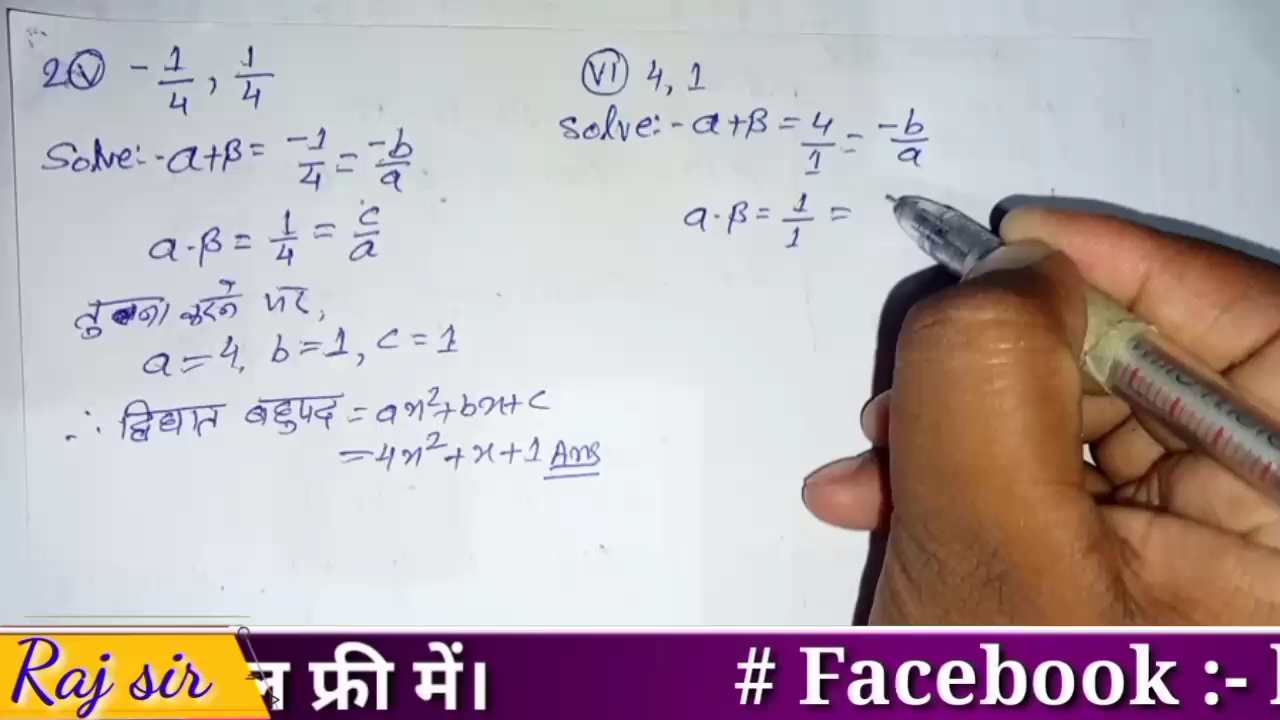 2(V) -1/4, 1/4
Solve:- α+β = -1/4 = -b/a
α·β = 1/4 = c/a
तुलना करने पर,
a=4, b=1, c=1
∴ द्विघात बहुपद = ax²+bx+c
=4x²+x+1 Ans
(VI) 4, 1
Solve:- α+β = 4/1 = -b/a
α·β = 1/1 =
Raj sir
फ्री में।
# Facebook :-